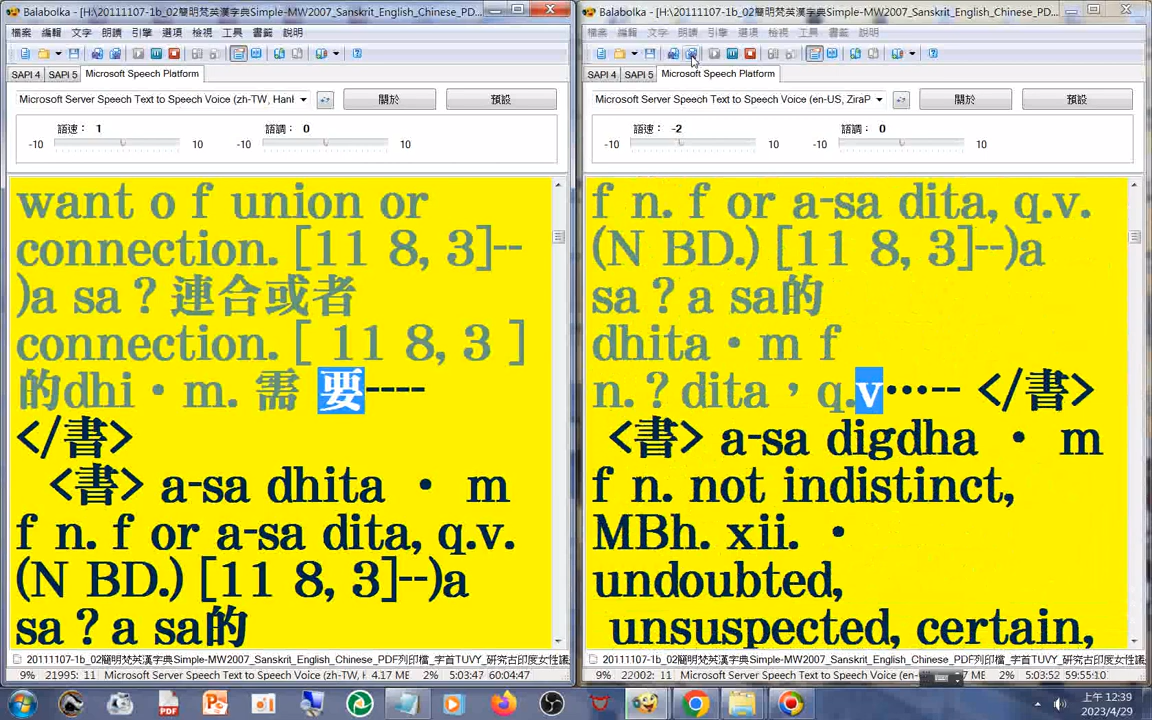 Balabolka - [H:\20111107-1b_02簡明梵英漢字典Simple-MW2007_Sanskrit_English_Chinese_PD...
檔案 編輯 文字 朗讀 引擎 選項 檢視 工具 書籤 說明
SAPI 4 SAPI 5 Microsoft Speech Platform
Microsoft Server Speech Text to Speech Voice (zh-TW, Hanl
關於 預設
語速： 1 語調： 0
-10 10 -10 10
want o f union or
connection. [11 8, 3]--
)a sa？連合或者
connection. [ 11 8, 3 ]
的dhi・m. 需 要----
</書>
<書> a-sa dhita ・ m
f n. f or a-sa dita, q.v.
(N BD.) [11 8, 3]--)a
sa？a sa的
20111107-1b_02簡明梵英漢字典Simple-MW2007_Sanskrit_English_Chinese_PDF列印檔_字首TUVY_研究古印度女性議
9% 21995: 11 Microsoft Server Speech Text to Speech Voice (zh-TW, H 4.17 ME 2% 5:03:47 60:04:47
Balabolka - [H:\20111107-1b_02簡明梵英漢字典Simple-MW2007_Sanskrit_English_Chinese_PD...
檔案 編輯 文字 朗讀 引擎 選項 檢視 工具 書籤 說明
SAPI 4 SAPI 5 Microsoft Speech Platform
Microsoft Server Speech Text to Speech Voice (en-US, ZiraP
關於 預設
語速： -2 語調： 0
-10 10 -10 10
f n. f or a-sa dita, q.v.
(N BD.) [11 8, 3]--)a
sa？a sa的
dhita・m f
n.？dita，q.v…-- </書>
<書> a-sa digdha ・ m
f n. not indistinct,
MBh. xii. ・
undoubted,
unsuspected, certain,
20111107-1b_02簡明梵英漢字典Simple-MW2007_Sanskrit_English_Chinese_PDF列印檔_字首TUVY_研究古印度女性議
9% 22002: 11 Microsoft Server Speech Text to Speech Voice 2% 5:03:52 59:55:10
上午 12:39
2023/4/29